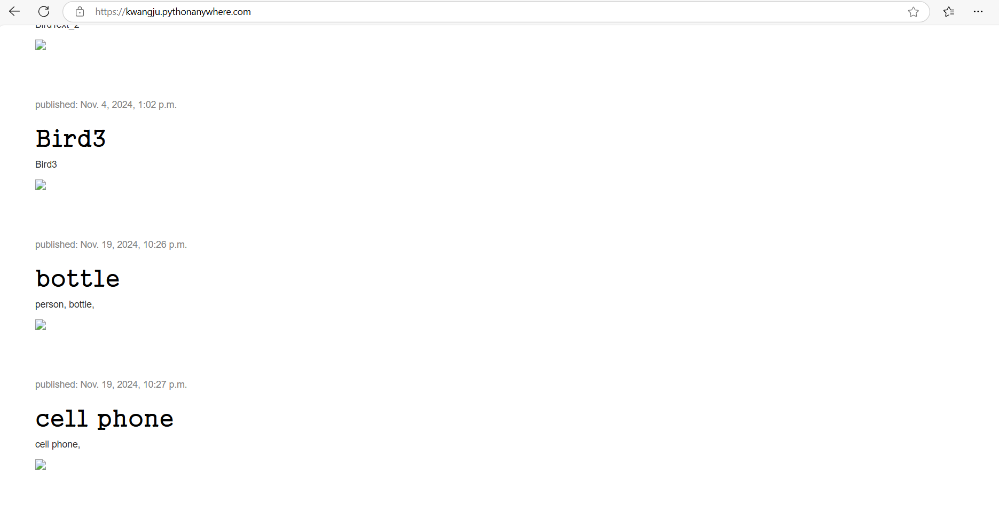 https://kwangju.pythonanywhere.com
BirdText_2
published: Nov. 4, 2024, 1:02 p.m.
Bird3
Bird3
published: Nov. 19, 2024, 10:26 p.m.
bottle
person, bottle,
published: Nov. 19, 2024, 10:27 p.m.
cell phone
cell phone,